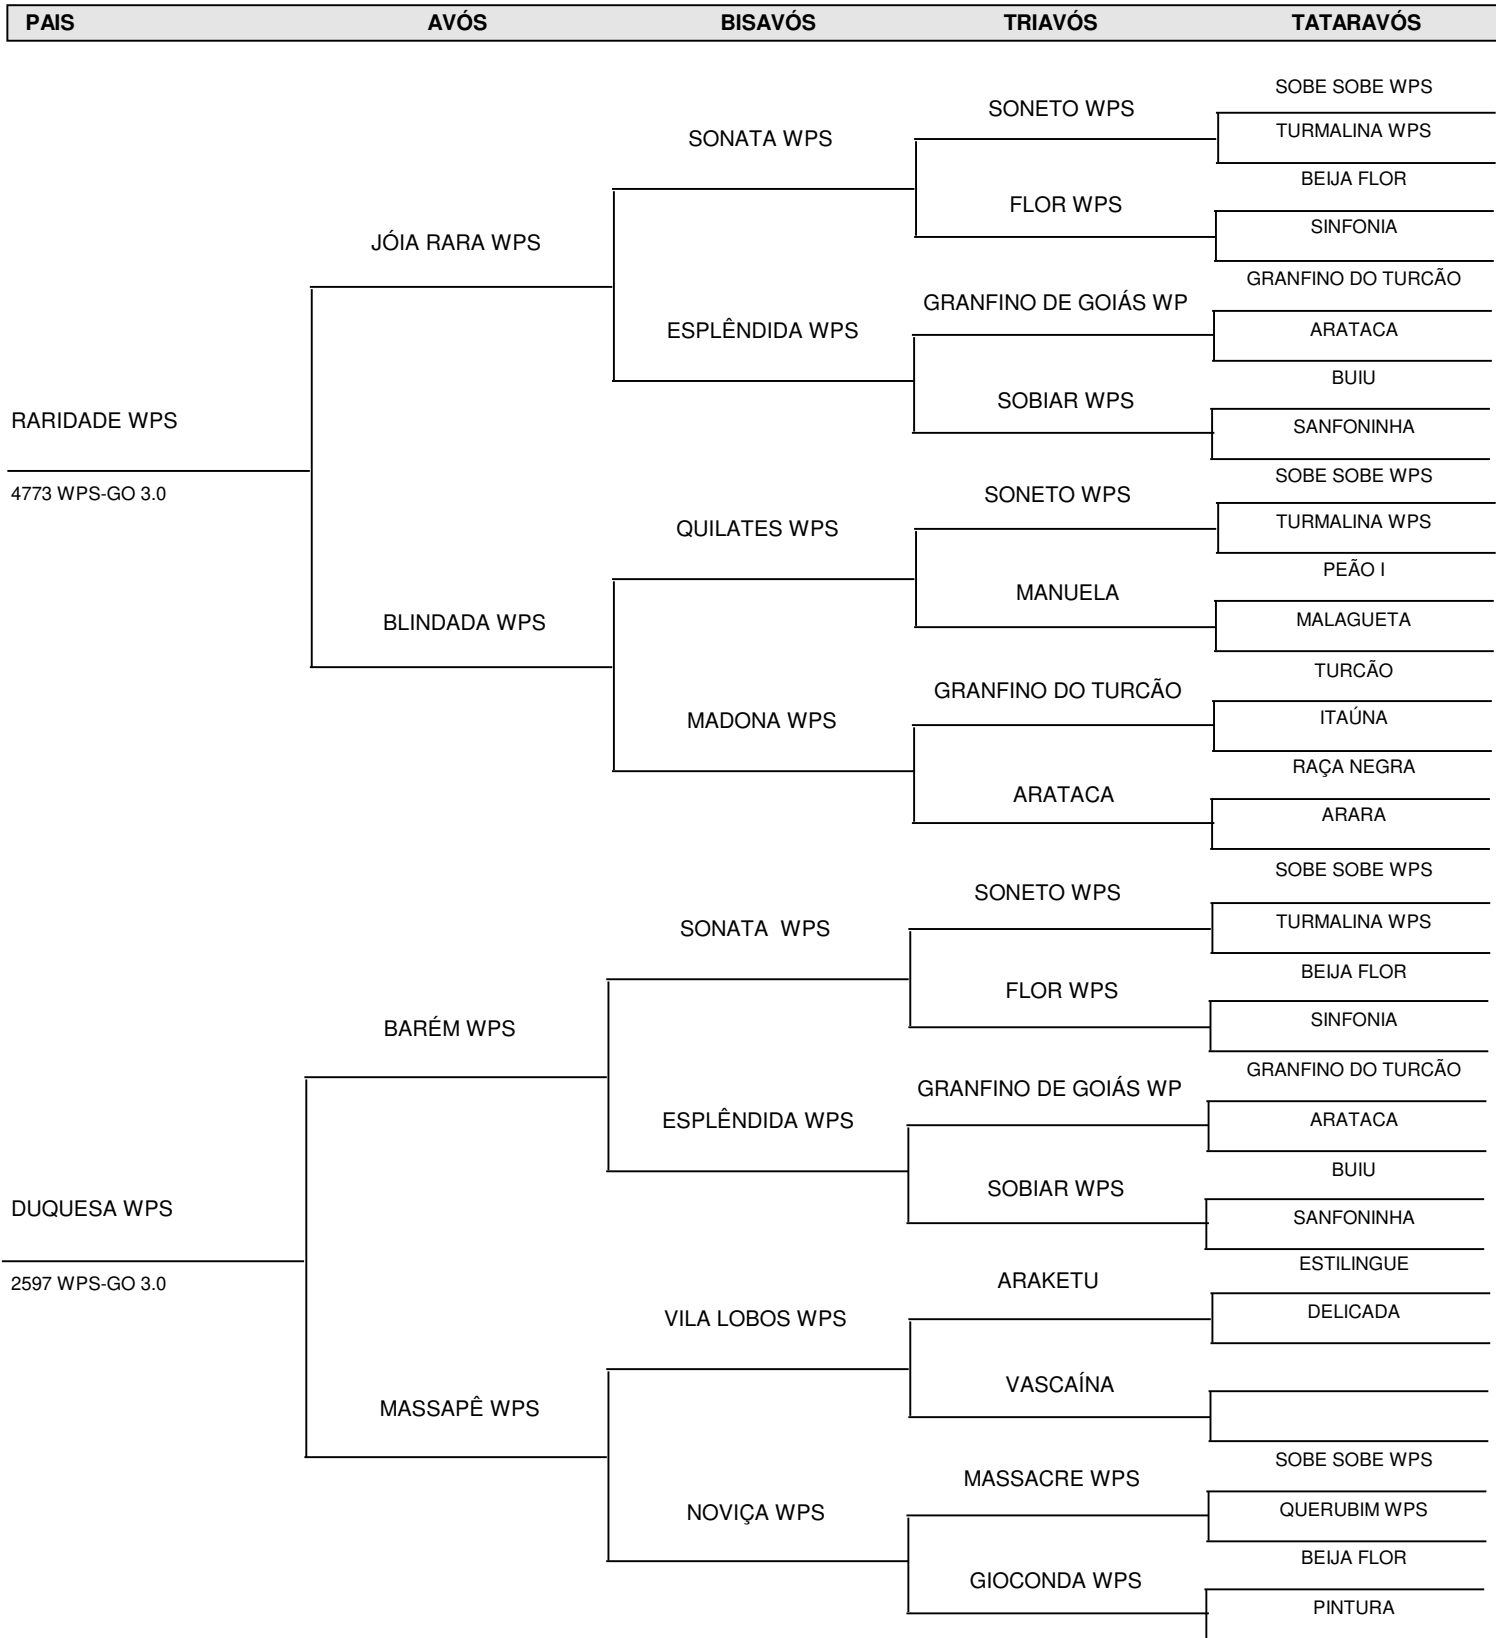 PAIS AVÓS BISAVÓS TRIAVÓS TATARAVÓS
SOBE SOBE WPS
SONETO WPS
TURMALINA WPS
SONATA WPS
BEIJA FLOR
FLOR WPS
SINFONIA
JÓIA RARA WPS
GRANFINO DO TURCÃO
GRANFINO DE GOIÁS WP
ESPLÊNDIDA WPS
ARATACA
BUIU
SOBIAR WPS
RARIDADE WPS
SANFONINHA
SOBE SOBE WPS
4773 WPS-GO 3.0
SONETO WPS
TURMALINA WPS
QUILATES WPS
PEÃO I
MANUELA
MALAGUETA
BLINDADA WPS
TURCÃO
GRANFINO DO TURCÃO
ITAÚNA
MADONA WPS
RAÇA NEGRA
ARATACA
ARARA
SOBE SOBE WPS
SONETO WPS
TURMALINA WPS
SONATA WPS
BEIJA FLOR
FLOR WPS
SINFONIA
BARÉM WPS
GRANFINO DO TURCÃO
GRANFINO DE GOIÁS WP
ESPLÊNDIDA WPS
ARATACA
BUIU
SOBIAR WPS
DUQUESA WPS
SANFONINHA
ESTILINGUE
2597 WPS-GO 3.0
ARAKETU
DELICADA
VILA LOBOS WPS
VASCAÍNA
MASSAPÊ WPS
SOBE SOBE WPS
MASSACRE WPS
QUERUBIM WPS
NOVIÇA WPS
BEIJA FLOR
GIOCONDA WPS
PINTURA